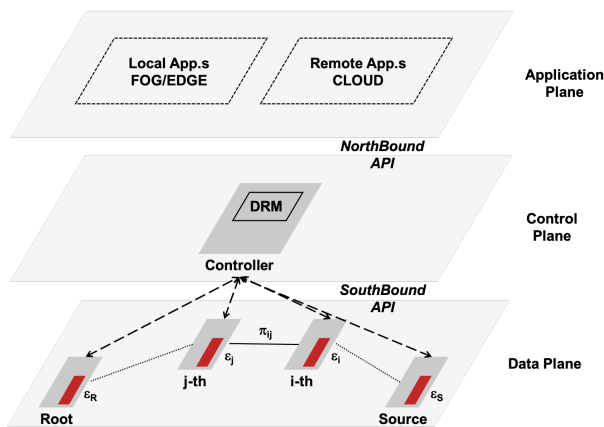 Local App.s
FOG/EDGE
Remote App.s
CLOUD
Application
Plane
NorthBound
API
DRM
Controller
Control
Plane
SouthBound
API
π_ij
ε_j
ε_i
j-th
i-th
Data Plane
ε_R
ε_S
Root
Source